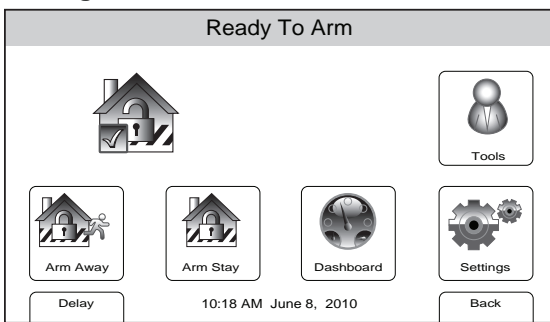 Ready To Arm
Tools
Arm Away
Arm Stay
Dashboard
Settings
Delay
10:18 AM June 8, 2010
Back